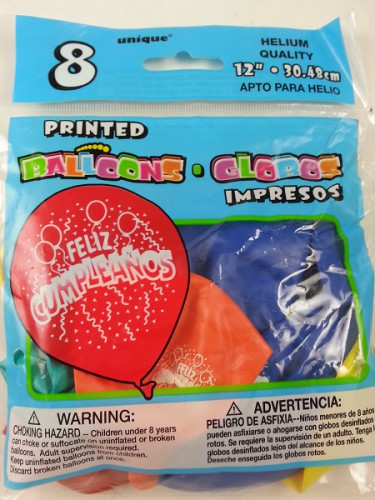 8
unique®
HELIUM
QUALITY
12" • 30.48cm
APTO PARA HELIO
PRINTED
BALLOONS • GLOBOS
IMPRESOS
FELIZ
CUMPLEAÑOS
WARNING:
CHOKING HAZARD - Children under 8 years
can choke or suffocate on uninflated or broken
balloons. Adult supervision required.
Keep uninflated balloons from children.
Discard broken balloons at once.
ADVERTENCIA:
PELIGRO DE ASFIXIA--Niños menores de 8 años
pueden asfixiarse o ahogarse con globos desinflados
rotos. Se requiere la supervisión de un adulto. Tenga
globos desinflados lejos del alcance de los niños.
Deseche enseguida los globos rotos.